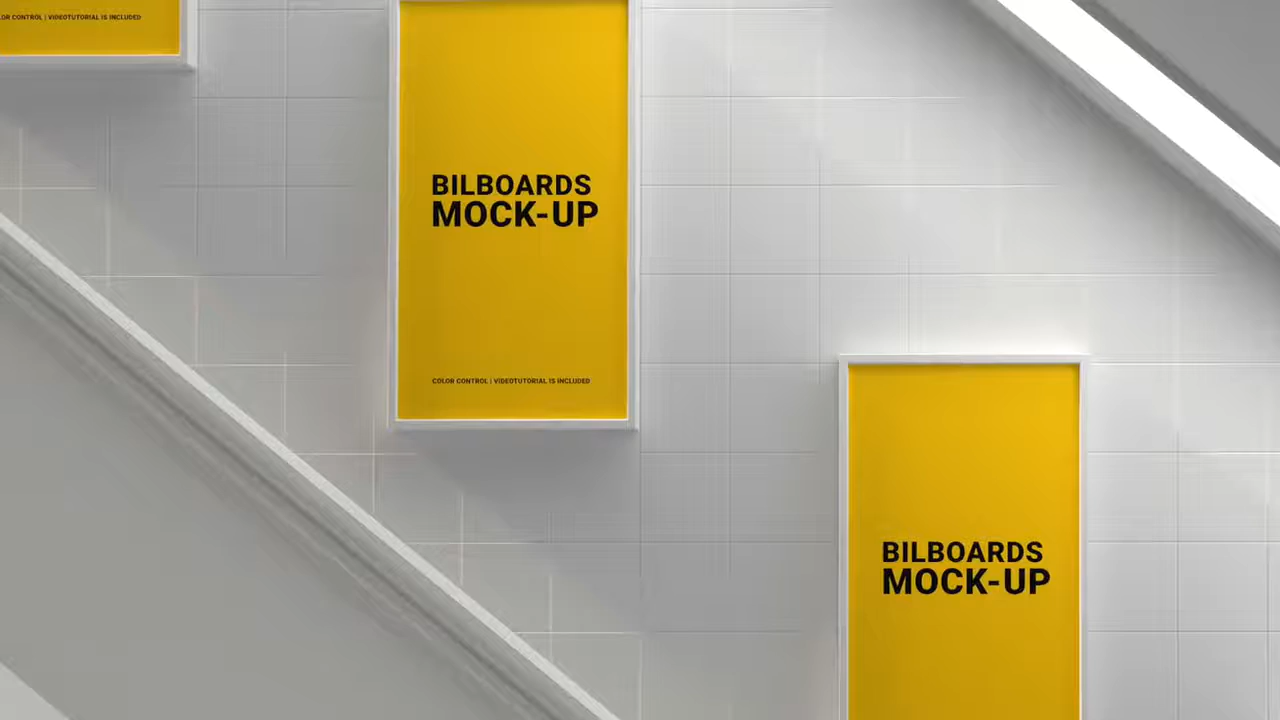 COLOR CONTROL | VIDEOTUTORIAL IS INCLUDED
BILBOARDS
MOCK-UP
COLOR CONTROL | VIDEOTUTORIAL IS INCLUDED
BILBOARDS
MOCK-UP